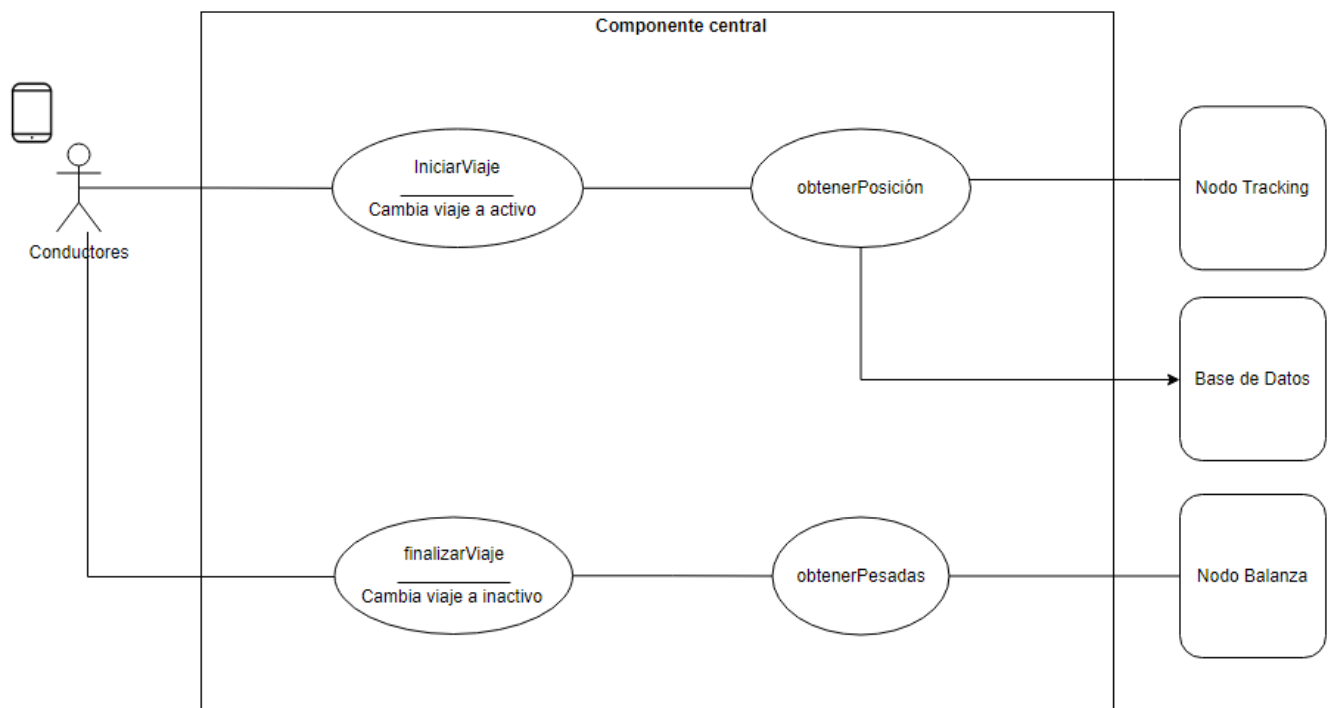 Componente central
IniciarViaje
Cambia viaje a activo
obtenerPosición
Nodo Tracking
Conductores
Base de Datos
finalizarViaje
Cambia viaje a inactivo
obtenerPesadas
Nodo Balanza